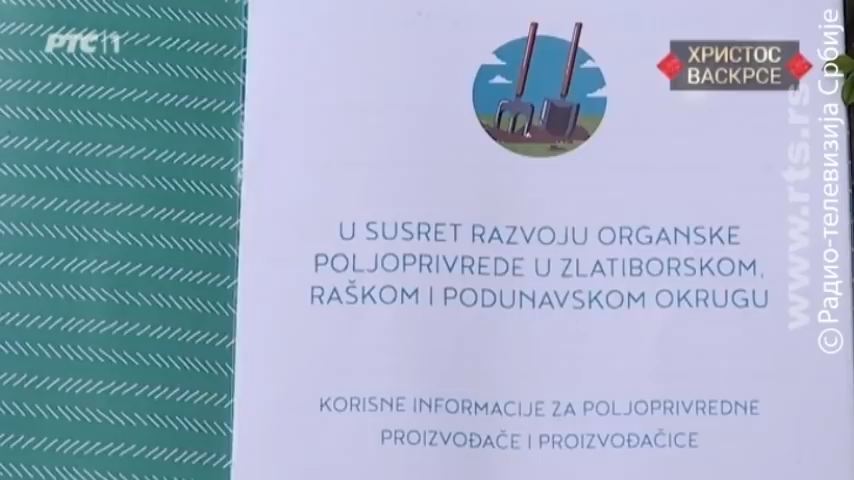 РТС 11
ХРИСТОС
ВАСКРСЕ
U SUSRET RAZVOJU ORGANSKE
POLJOPRIVREDE U ZLATIBORSKOM,
RAŠKOM I PODUNAVSKOM OKRUGU
KORISNE INFORMACIJE ZA POLJOPRIVREDNE
PROIZVOĐAČE I PROIZVOĐAČICE
www.rts.rs
© Радио-телевизија Србије